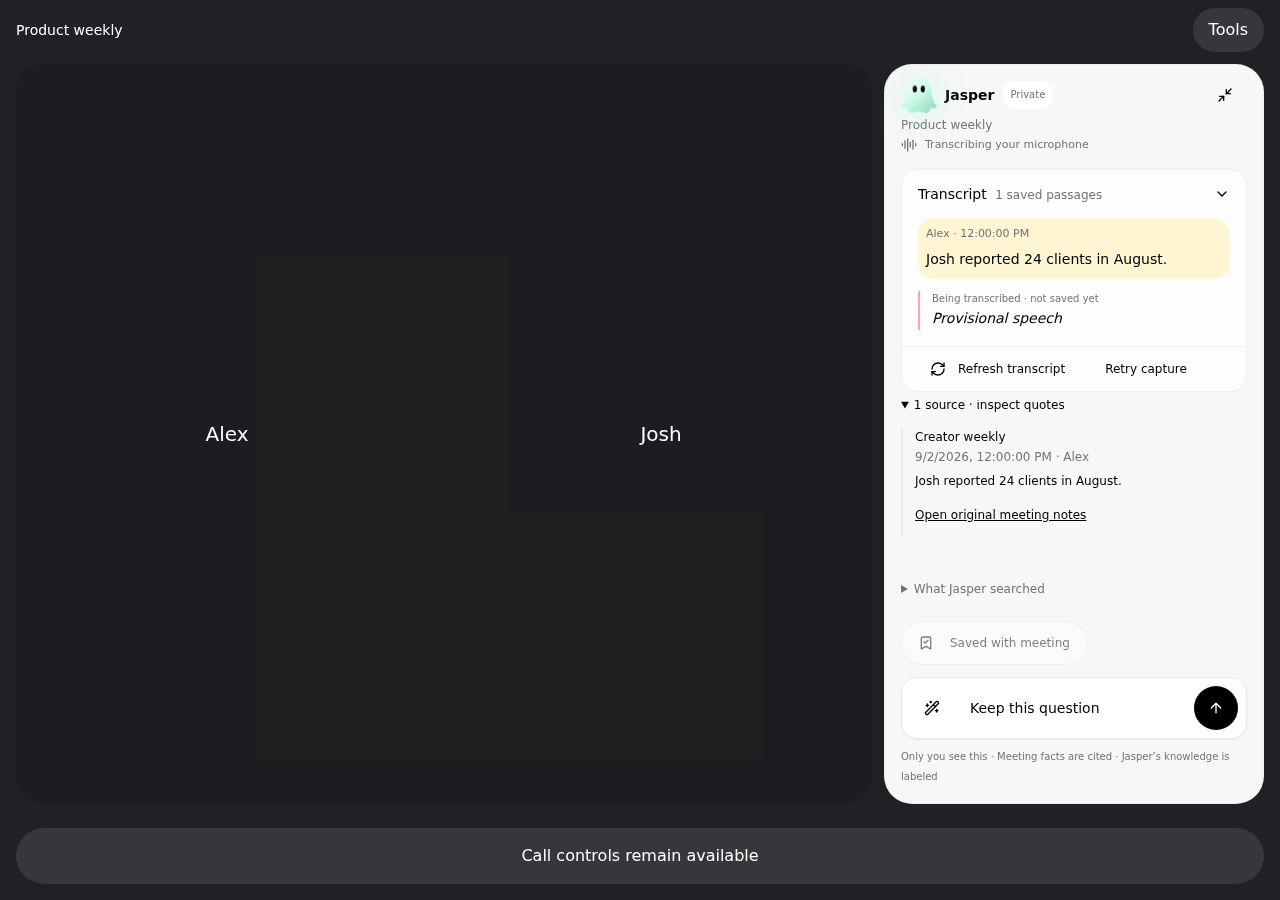 Product weekly
Tools
Jasper
Private
Product weekly
Transcribing your microphone
Transcript 1 saved passages
Alex · 12:00:00 PM
Josh reported 24 clients in August.
Being transcribed · not saved yet
Provisional speech
Refresh transcript
Retry capture
1 source · inspect quotes
Creator weekly
9/2/2026, 12:00:00 PM · Alex
Josh reported 24 clients in August.
Open original meeting notes
What Jasper searched
Saved with meeting
Keep this question
Only you see this · Meeting facts are cited · Jasper’s knowledge is
labeled
Alex
Josh
Call controls remain available